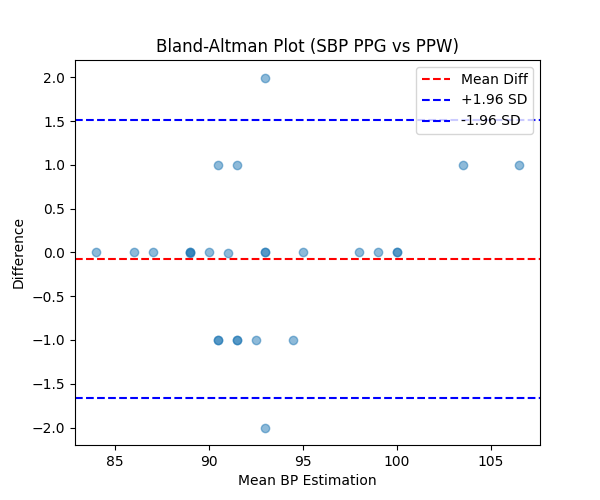 Bland-Altman Plot (SBP PPG vs PPW)
Mean Diff
+1.96 SD
-1.96 SD
2.0
1.5
1.0
0.5
0.0
−0.5
−1.0
−1.5
−2.0
Difference
85 90 95 100 105
Mean BP Estimation